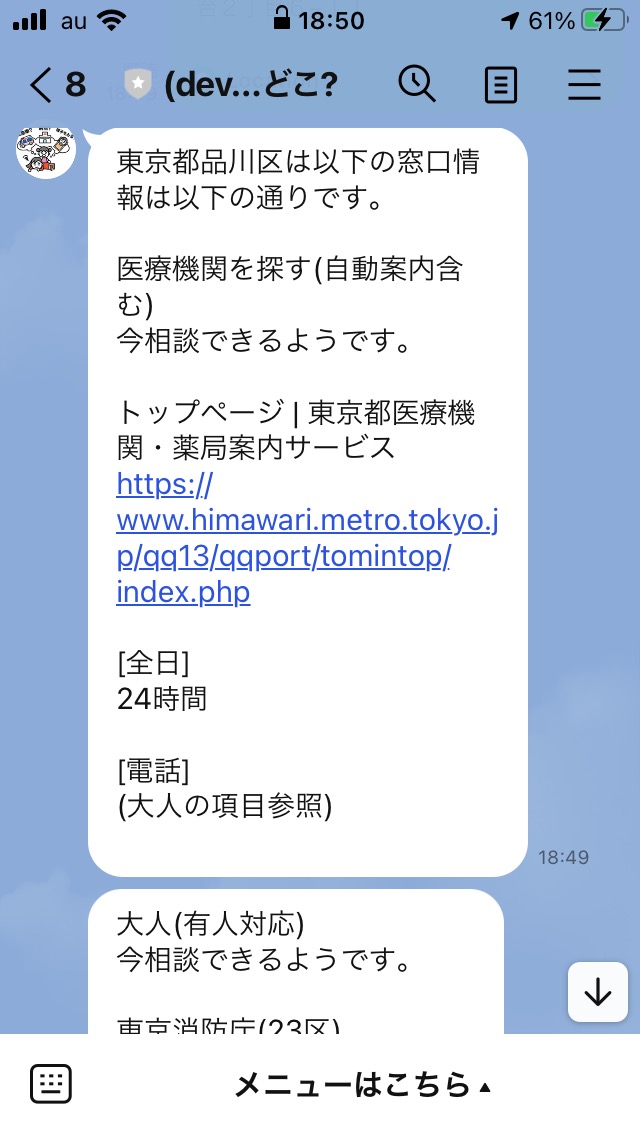 au 18:50 61%
8 (dev...どこ?
東京都品川区は以下の窓口情
報は以下の通りです。
医療機関を探す(自動案内含
む)
今相談できるようです。
トップページ | 東京都医療機
関・薬局案内サービス
https://
www.himawari.metro.tokyo.j
p/qq13/qqport/tomintop/
index.php
[全日]
24時間
[電話]
(大人の項目参照)
18:49
大人(有人対応)
今相談できるようです。
東京消防庁(23区)
メニューはこちら▲